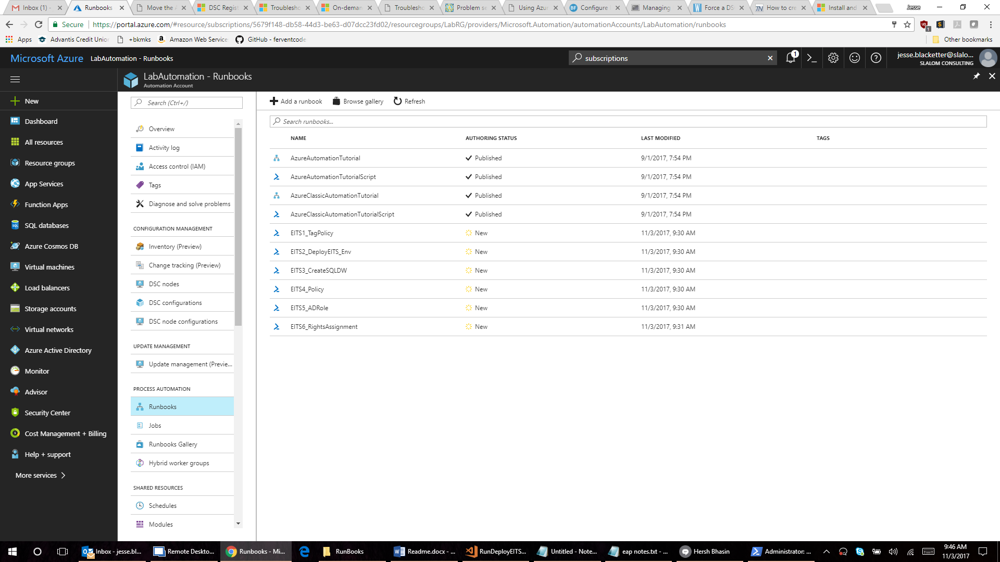 Inbox (1) -
Runbooks
Move the A
DSC Regist
Troublesho
On-deman
Troublesho
Problem se
Using Azur
Configure
Managing
Force a DS
How to cre
Install and
Jesse
Secure
https://portal.azure.com/#resource/subscriptions/5679f148-db58-44d3-be63-d07dcc23fd02/resourcegroups/LabRG/providers/Microsoft.Automation/automationAccounts/LabAutomation/runbooks
Apps
Advantis Credit Union
+bkmks
Amazon Web Service
GitHub - ferventcode
Other bookmarks
Microsoft Azure
LabAutomation - Runbooks
subscriptions
1
jesse.blacketter@slalo...
SLALOM CONSULTING
LabAutomation - Runbooks
Automation Account
New
Dashboard
All resources
Resource groups
App Services
Function Apps
SQL databases
Azure Cosmos DB
Virtual machines
Load balancers
Storage accounts
Virtual networks
Azure Active Directory
Monitor
Advisor
Security Center
Cost Management + Billing
Help + support
More services
Search (Ctrl+/)
Overview
Activity log
Access control (IAM)
Tags
Diagnose and solve problems
CONFIGURATION MANAGEMENT
Inventory (Preview)
Change tracking (Preview)
DSC nodes
DSC configurations
DSC node configurations
UPDATE MANAGEMENT
Update management (Previe...
PROCESS AUTOMATION
Runbooks
Jobs
Runbooks Gallery
Hybrid worker groups
SHARED RESOURCES
Schedules
Modules
Add a runbook
Browse gallery
Refresh
Search runbooks...
NAME AUTHORING STATUS LAST MODIFIED TAGS
AzureAutomationTutorial Published 9/1/2017, 7:54 PM
AzureAutomationTutorialScript Published 9/1/2017, 7:54 PM
AzureClassicAutomationTutorial Published 9/1/2017, 7:54 PM
AzureClassicAutomationTutorialScript Published 9/1/2017, 7:54 PM
EITS1_TagPolicy New 11/3/2017, 9:30 AM
EITS2_DeployEITS_Env New 11/3/2017, 9:30 AM
EITS3_CreateSQLDW New 11/3/2017, 9:30 AM
EITS4_Policy New 11/3/2017, 9:30 AM
EITS5_ADRole New 11/3/2017, 9:30 AM
EITS6_RightsAssignment New 11/3/2017, 9:31 AM
Inbox - jesse.bl...
Remote Deskto...
Runbooks - Mi...
RunBooks
Readme.docx - ...
RunDeployEITS...
Untitled - Note...
eap notes.txt - ...
Hersh Bhasin
Administrator: ...
9:46 AM
11/3/2017